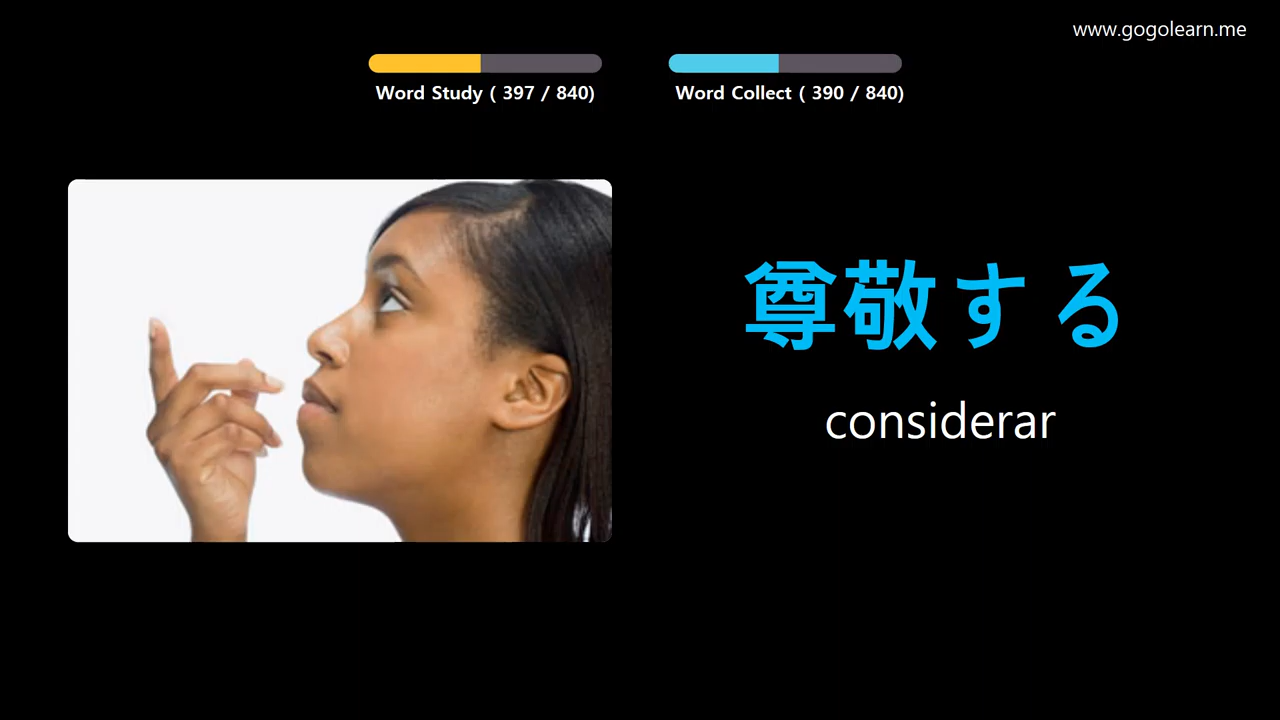 www.gogolearn.me
Word Study ( 397 / 840)
Word Collect ( 390 / 840)
尊敬する
considerar